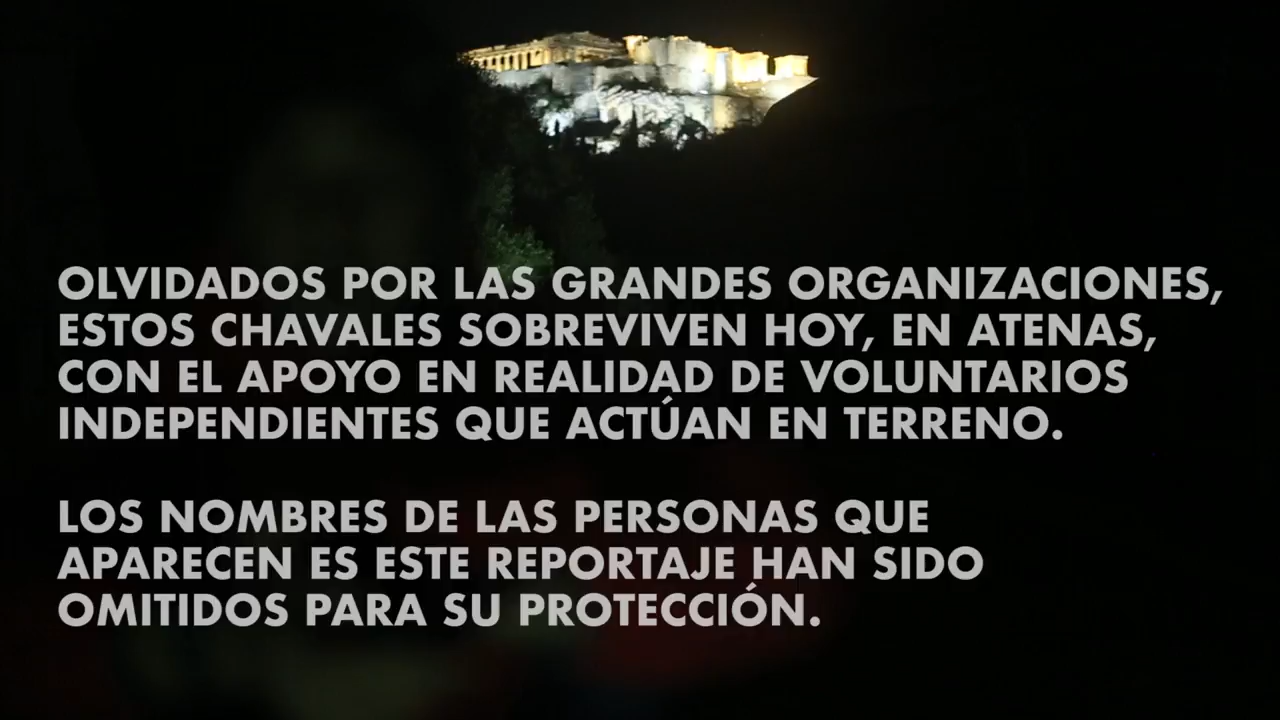 OLVIDADOS POR LAS GRANDES ORGANIZACIONES,
ESTOS CHAVALES SOBREVIVEN HOY, EN ATENAS,
CON EL APOYO EN REALIDAD DE VOLUNTARIOS
INDEPENDIENTES QUE ACTÚAN EN TERRENO.
LOS NOMBRES DE LAS PERSONAS QUE
APARECEN ES ESTE REPORTAJE HAN SIDO
OMITIDOS PARA SU PROTECCIÓN.